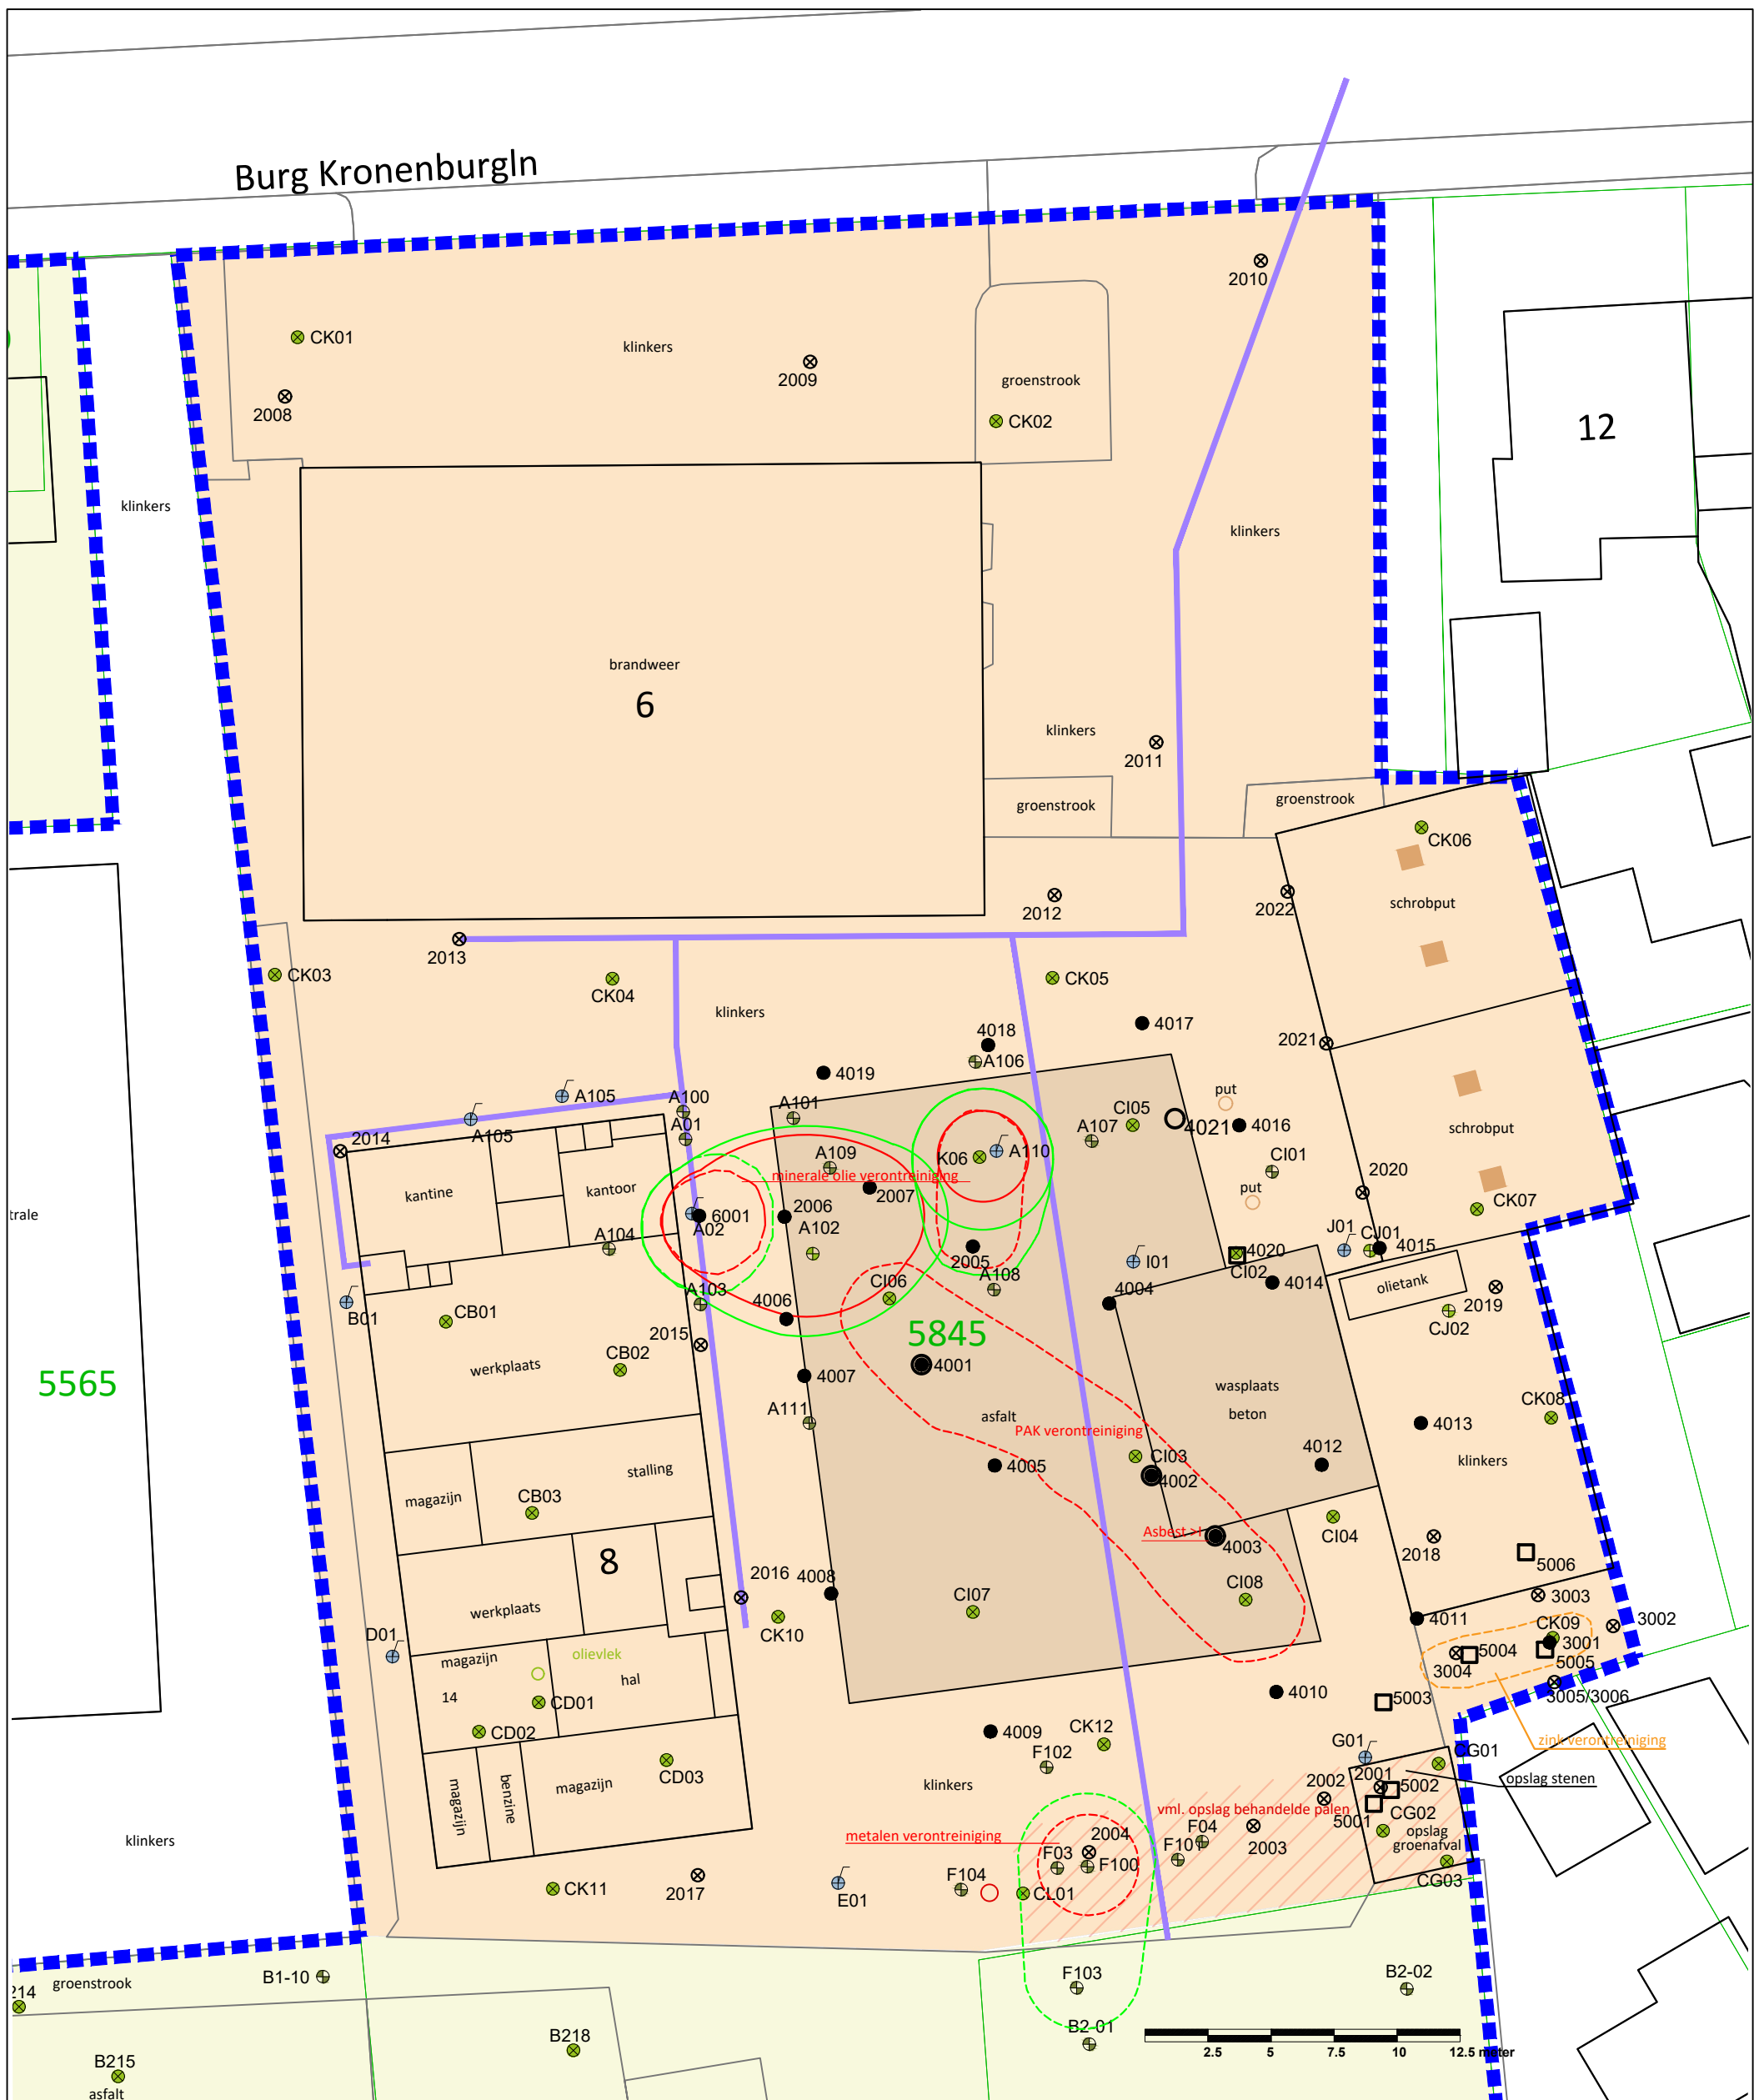 Burg Kronenburgln
2010
CK01
klinkers
2009
groenstrook
2008
CK02
12
klinkers
klinkers
brandweer
6
klinkers
2011
groenstrook
groenstrook
CK06
schrobput
2012
2022
2013
CK03
CK04
CK05
klinkers
4017
4018
2021
A106
4019
put
A105
A100
A101
CI05
A105
A01
A107
4021
4016
schrobput
2014
A109
K06
A110
CI01
minerale olie verontreiniging
2020
kantine
kantoor
2007
put
CK07
trale
2006
6001
A02
A102
J01
CJ01
4015
A104
2005
I01
4020
CI02
CI06
A108
4014
olietank
A103
4004
2019
4006
B01
CB01
5845
CJ02
2015
CB02
4001
werkplaats
4007
5565
wasplaats
beton
CK08
A111
asfalt
PAK verontreiniging
4013
4012
CI03
4005
4002
klinkers
stalling
magazijn
CB03
CI04
Asbest >I
4003
2018
5006
8
2016
4008
CI07
CI08
3003
werkplaats
CK10
4011
CK09
3002
D01
3001
olievlek
5004
3004
5005
magazijn
hal
14
4010
5003
3005/3006
CD01
CD02
4009
CK12
zink verontreiniging
G01
CG01
F102
CD03
2001
opslag stenen
magazijn
benzine
magazijn
klinkers
2002
5002
vml. opslag behandelde palen
5001
CG02
klinkers
metalen verontreiniging
2004
F04
opslag
groenafval
F03
F100
F101
2003
F104
CG03
CK11
2017
E01
CL01
B1-10
F103
B2-02
groenstrook
214
B218
B2-01
B215
asfalt
2.5 5 7.5 10 12.5 meter